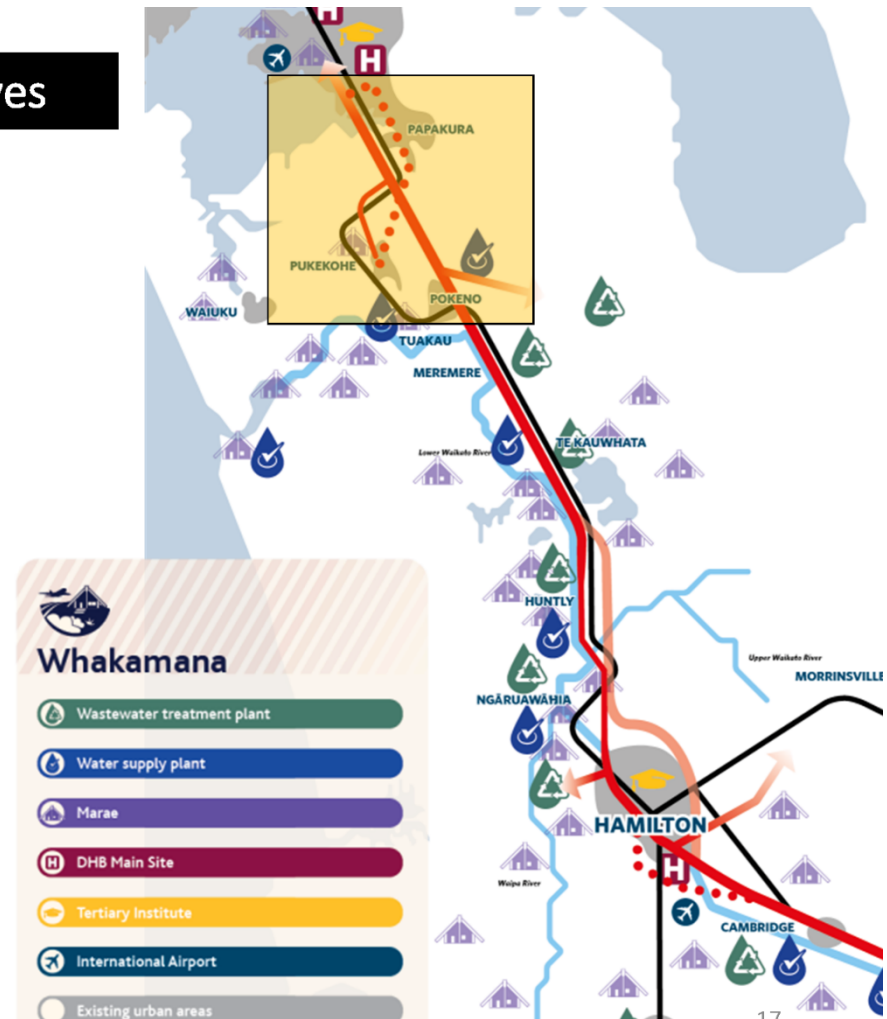 ves
H
H
PAPAKURA
PUKEKOHE
POKENO
WAIUKU
TUAKAU
MEREMERE
Lower Waikato River
TE KAUWHATA
HUNTLY
Upper Waikato River
MORRINSVILLE
NGĀRUAWĀHIA
HAMILTON
H
Waipa River
CAMBRIDGE
Whakamana
Wastewater treatment plant
Water supply plant
Marae
H DHB Main Site
Tertiary Institute
International Airport
Existing urban areas
17